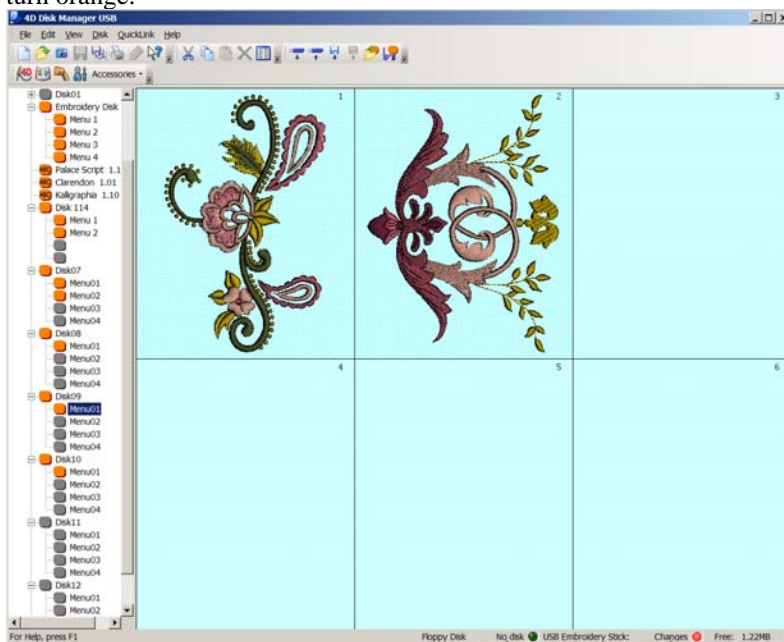 turn orange.
4D Disk Manager USB
File Edit View Disk QuickLink Help
Accessories
Disk01
Embroidery Disk
Menu 1
Menu 2
Menu 3
Menu 4
Palace Script 1.1
Clarendon 1.01
Kalligraphia 1.10
Disk 114
Menu 1
Menu 2
Disk07
Menu01
Menu02
Menu03
Menu04
Disk08
Menu01
Menu02
Menu03
Menu04
Disk09
Menu01
Menu02
Menu03
Menu04
Disk10
Menu01
Menu02
Menu03
Menu04
Disk11
Menu01
Menu02
Menu03
Menu04
Disk12
Menu01
Menu02
1 2 3
4 5 6
For Help, press F1 Floppy Disk No disk USB Embroidery Stick: Changes Free: 1.22MB